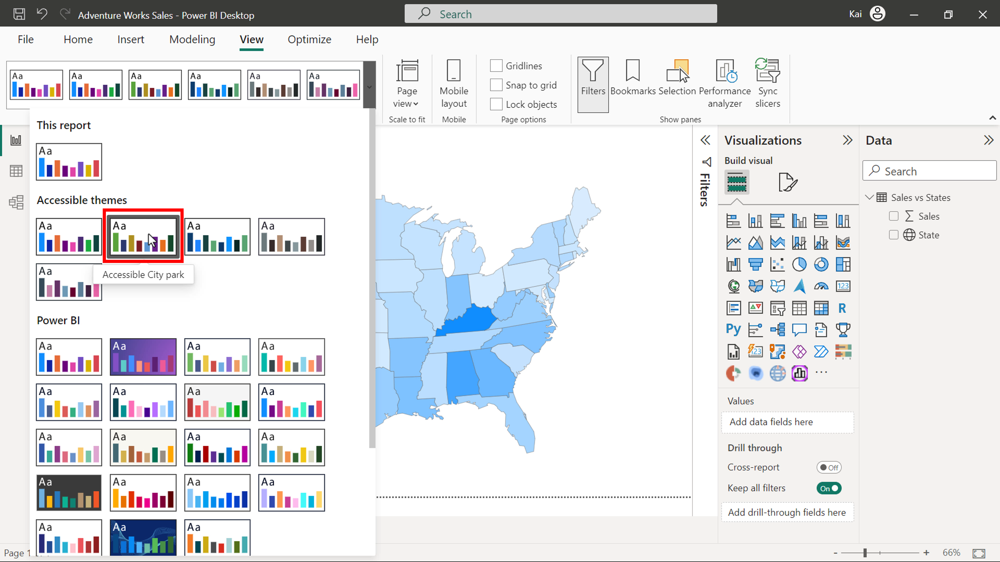 Adventure Works Sales - Power BI Desktop
Search
Kai
File Home Insert Modeling View Optimize Help
Aa Aa Aa Aa Aa Aa
Page view
Mobile layout
Gridlines
Snap to grid
Lock objects
Filters
Bookmarks
Selection
Performance analyzer
Sync slicers
Scale to fit
Mobile
Page options
Show panes
This report
Aa
Accessible themes
Aa Aa Aa Aa
Aa
Accessible City park
Power BI
Aa Aa Aa Aa
Aa Aa Aa Aa
Aa Aa Aa Aa
Aa Aa Aa Aa
Aa Aa Aa
Filters
Visualizations
Build visual
123
R
Py
123
...
Values
Add data fields here
Drill through
Cross-report Off
Keep all filters On
Add drill-through fields here
Data
Search
Sales vs States
Σ Sales
State
Page 1
- + 66%